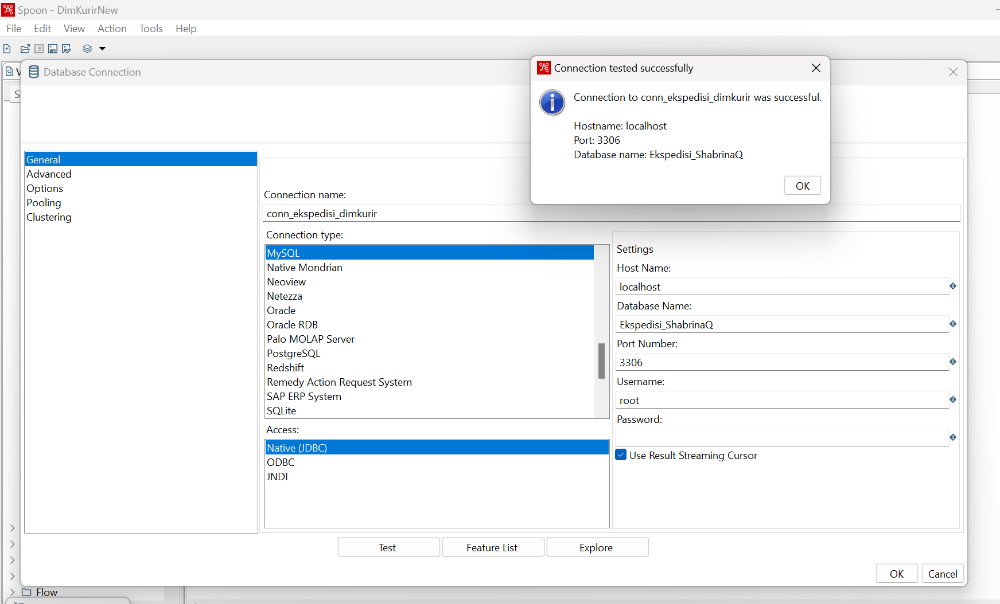 Spoon - DimKurirNew
File Edit View Action Tools Help
Database Connection
General
Advanced
Options
Pooling
Clustering
Connection name:
conn_ekspedisi_dimkurir
Connection type:
MySQL
Native Mondrian
Neoview
Netezza
Oracle
Oracle RDB
Palo MOLAP Server
PostgreSQL
Redshift
Remedy Action Request System
SAP ERP System
SQLite
Access:
Native (JDBC)
ODBC
JNDI
Settings
Host Name:
localhost
Database Name:
Ekspedisi_ShabrinaQ
Port Number:
3306
Username:
root
Password:
Use Result Streaming Cursor
Test Feature List Explore
OK Cancel
Connection tested successfully
Connection to conn_ekspedisi_dimkurir was successful.
Hostname: localhost
Port: 3306
Database name: Ekspedisi_ShabrinaQ
OK
Flow